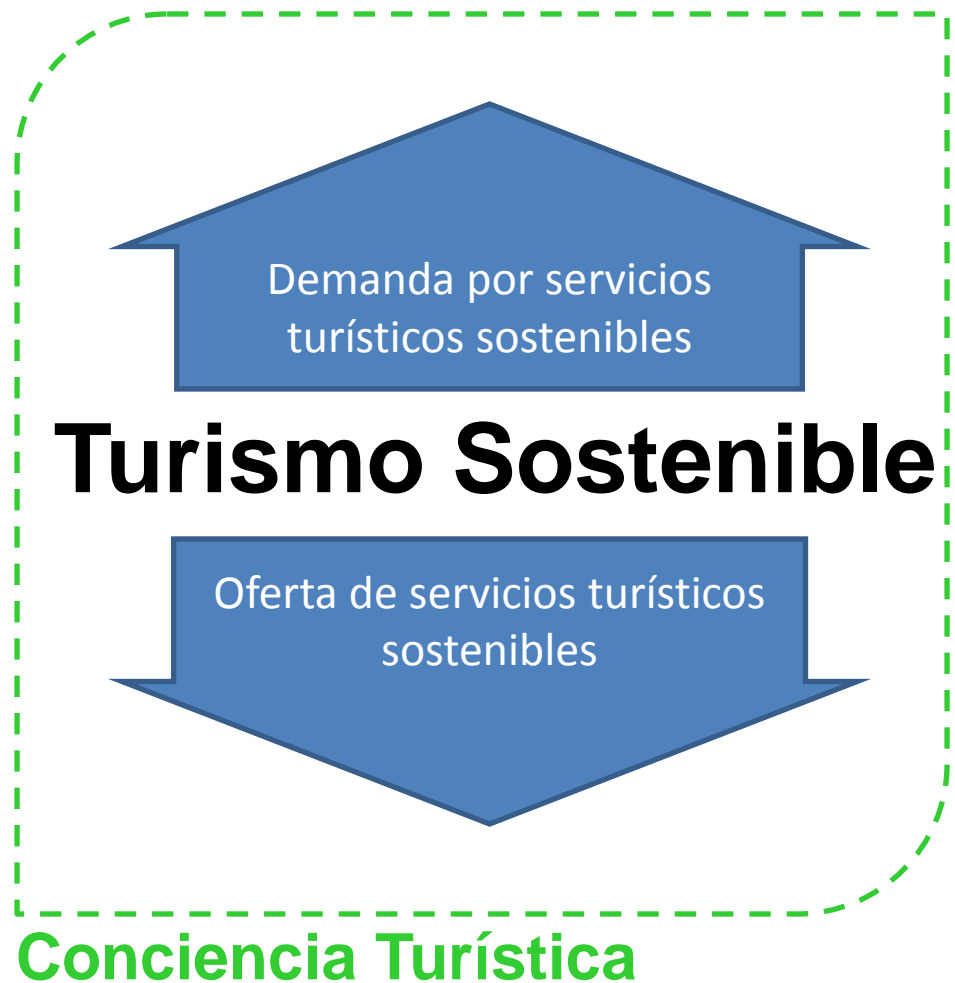 Demanda por servicios
turísticos sostenibles
Turismo Sostenible
Oferta de servicios turísticos
sostenibles
Conciencia Turística